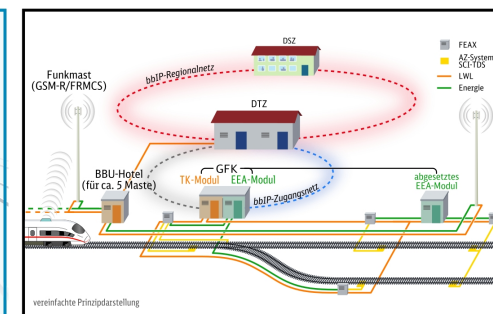 DSZ
bbIP-Regionalnetz
FEAX
AZ-System
SCI-TDS
LWL
Energie
Funkmast
(GSM-R/FRMCS)
DTZ
BBU-Hotel
(für ca. 5 Maste)
GFK
TK-Modul
EEA-Modul
abgesetztes
EEA-Modul
bbIP-Zugangsnetz
vereinfachte Prinzipdarstellung